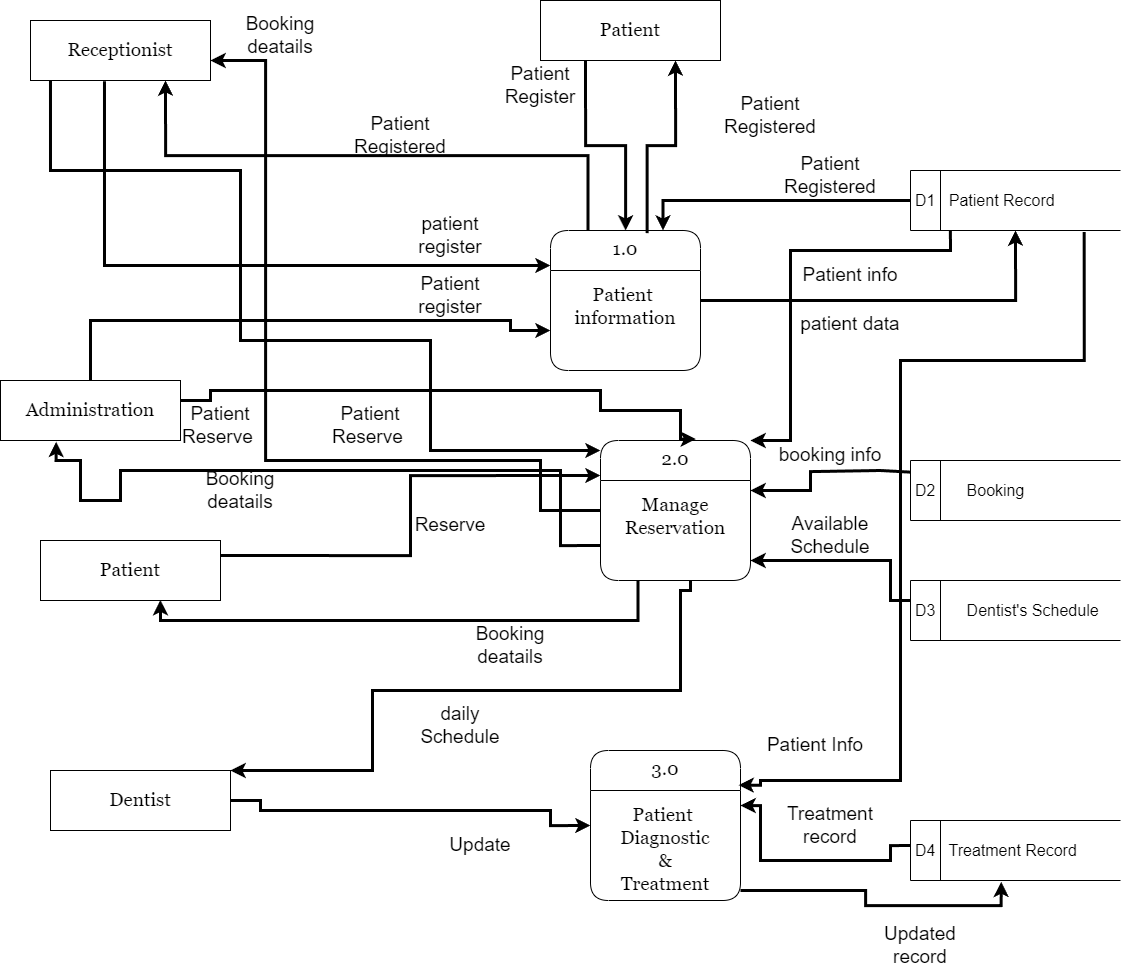 Booking
deatails
Receptionist
Patient
Patient
Register
Patient
Registered
Patient
Registered
Patient
Registered
D1
Patient Record
patient
register
1.0
Patient
information
Patient info
Patient
register
patient data
Administration
Patient
Reserve
Patient
Reserve
2.0
Manage
Reservation
booking info
Booking
deatails
D2
Booking
Reserve
Available
Schedule
Patient
D3
Dentist's Schedule
Booking
deatails
daily
Schedule
Patient Info
3.0
Patient
Diagnostic
&
Treatment
Dentist
Treatment
record
Update
D4
Treatment Record
Updated
record